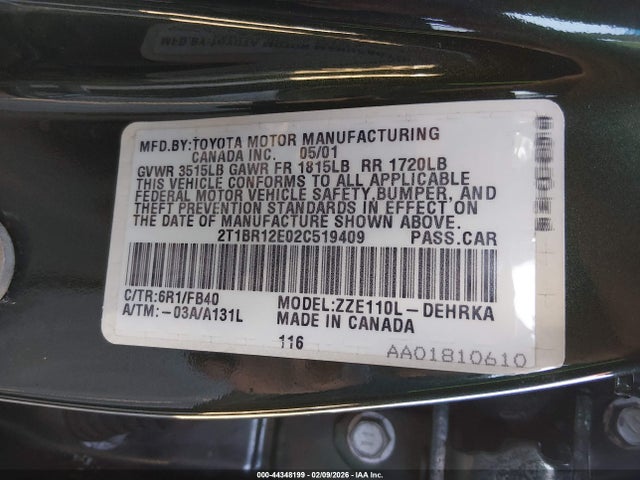 MFD.BY:TOYOTA MOTOR MANUFACTURING
CANADA INC. 05/01
GVWR 3515LB GAWR FR 1815LB RR 1720LB
THIS VEHICLE CONFORMS TO ALL APPLICABLE
FEDERAL MOTOR VEHICLE SAFETY, BUMPER, AND
THEFT PREVENTION STANDARDS IN EFFECT ON
THE DATE OF MANUFACTURE SHOWN ABOVE.
2T1BR12E02C519409 PASS.CAR
C/TR:6R1/FB40 MODEL:ZZE110L-DEHRKA
A/TM:-03A/A131L MADE IN CANADA
116 AA01810610
000-44348199 - 02/09/2026 - IAA Inc.